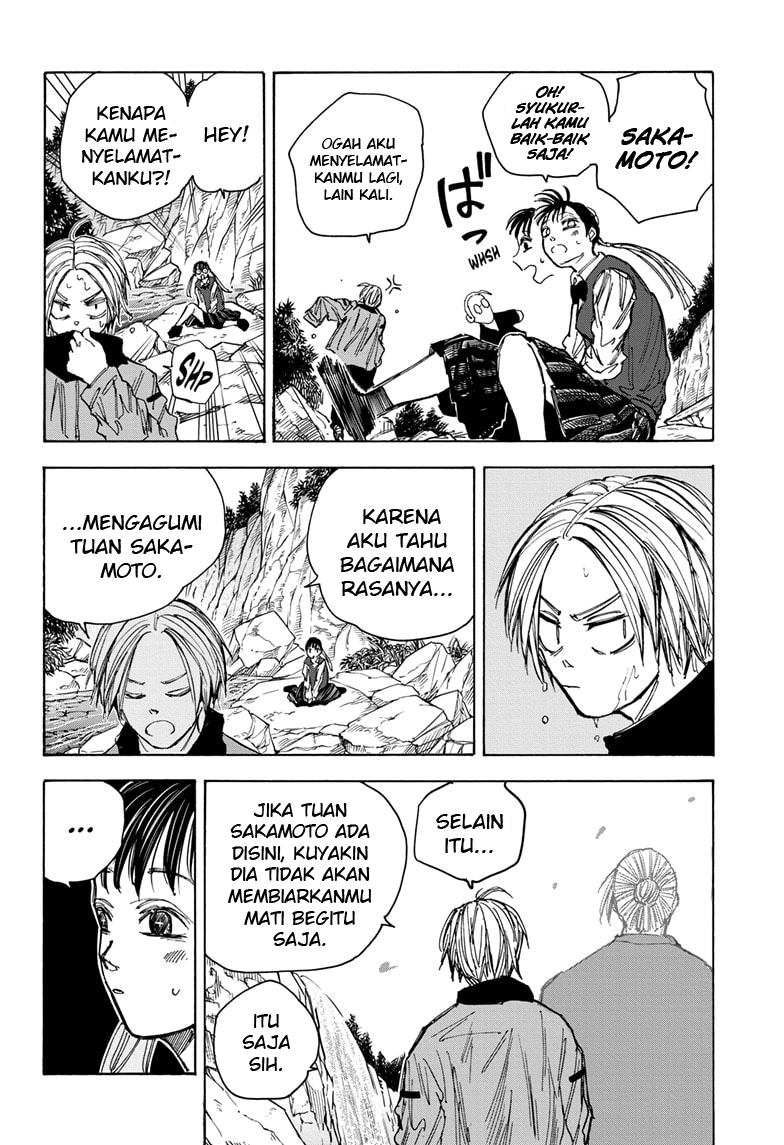 SAKA-
MOTO!
OH!
SYUKUR-
LAH KAMU
BAIK-BAIK
SAJA!
ばっ
WHSH
OGAH AKU
MENYELAMAT-
KANMU LAGI,
LAIN KALI.
HEY!
KENAPA
KAMU ME-
NYELAMAT-
KANKU?!
SHP
KARENA
AKU TAHU
BAGAIMANA
RASANYA...
...MENGAGUMI
TUAN SAKA-
MOTO.
SELAIN
ITU...
JIKA TUAN
SAKAMOTO ADA
DISINI, KUYAKIN
DIA TIDAK AKAN
MEMBIARKANMU
MATI BEGITU
SAJA.
ITU
SAJA
SIH.
...